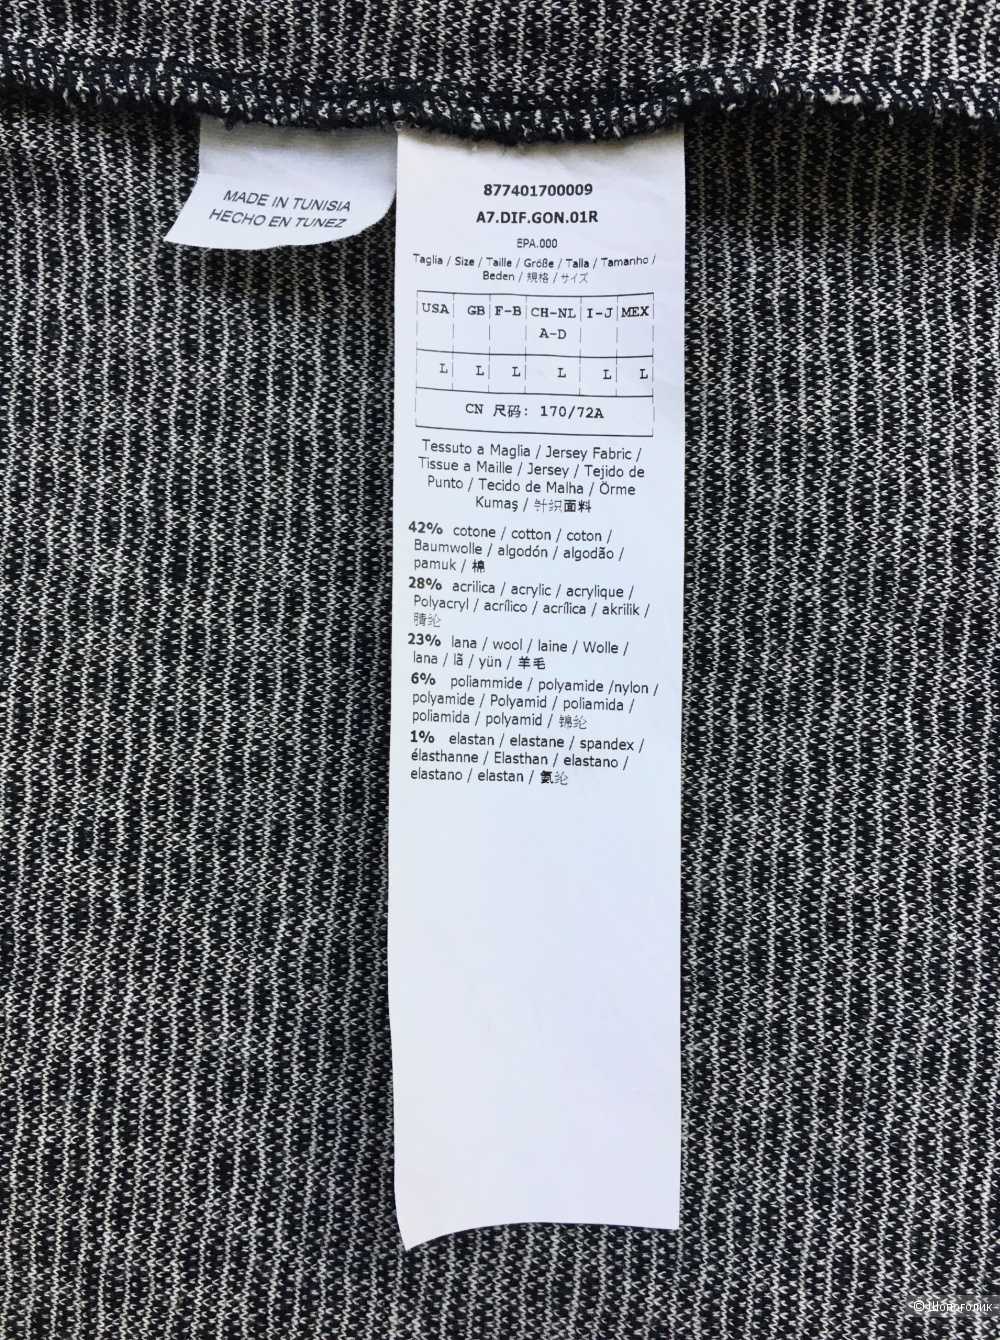 MADE IN TUNISIA
HECHO EN TUNEZ
877401700009
A7.DIF.GON.01R
EPA.000
Taglia / Size / Taille / Größe / Talla / Tamanho /
Beden / 規格 / サイズ
USA GB F-B CH-NL I-J MEX
A-D
L L L L L L
CN 尺码: 170/72A
Tessuto a Maglia / Jersey Fabric /
Tissue a Maille / Jersey / Tejido de
Punto / Tecido de Malha / Örme
Kumaş / 针织面料
42% cotone / cotton / coton /
Baumwolle / algodón / algodão /
pamuk / 棉
28% acrilica / acrylic / acrylique /
Polyacryl / acrílico / acrílica / akrilik /
腈纶
23% lana / wool / laine / Wolle /
lana / lã / yün / 羊毛
6% poliammide / polyamide /nylon /
polyamide / Polyamid / poliamida /
poliamida / polyamid / 锦纶
1% elastan / elastane / spandex /
élasthanne / Elasthan / elastano /
elastano / elastan / 氨纶
© Шопоголик